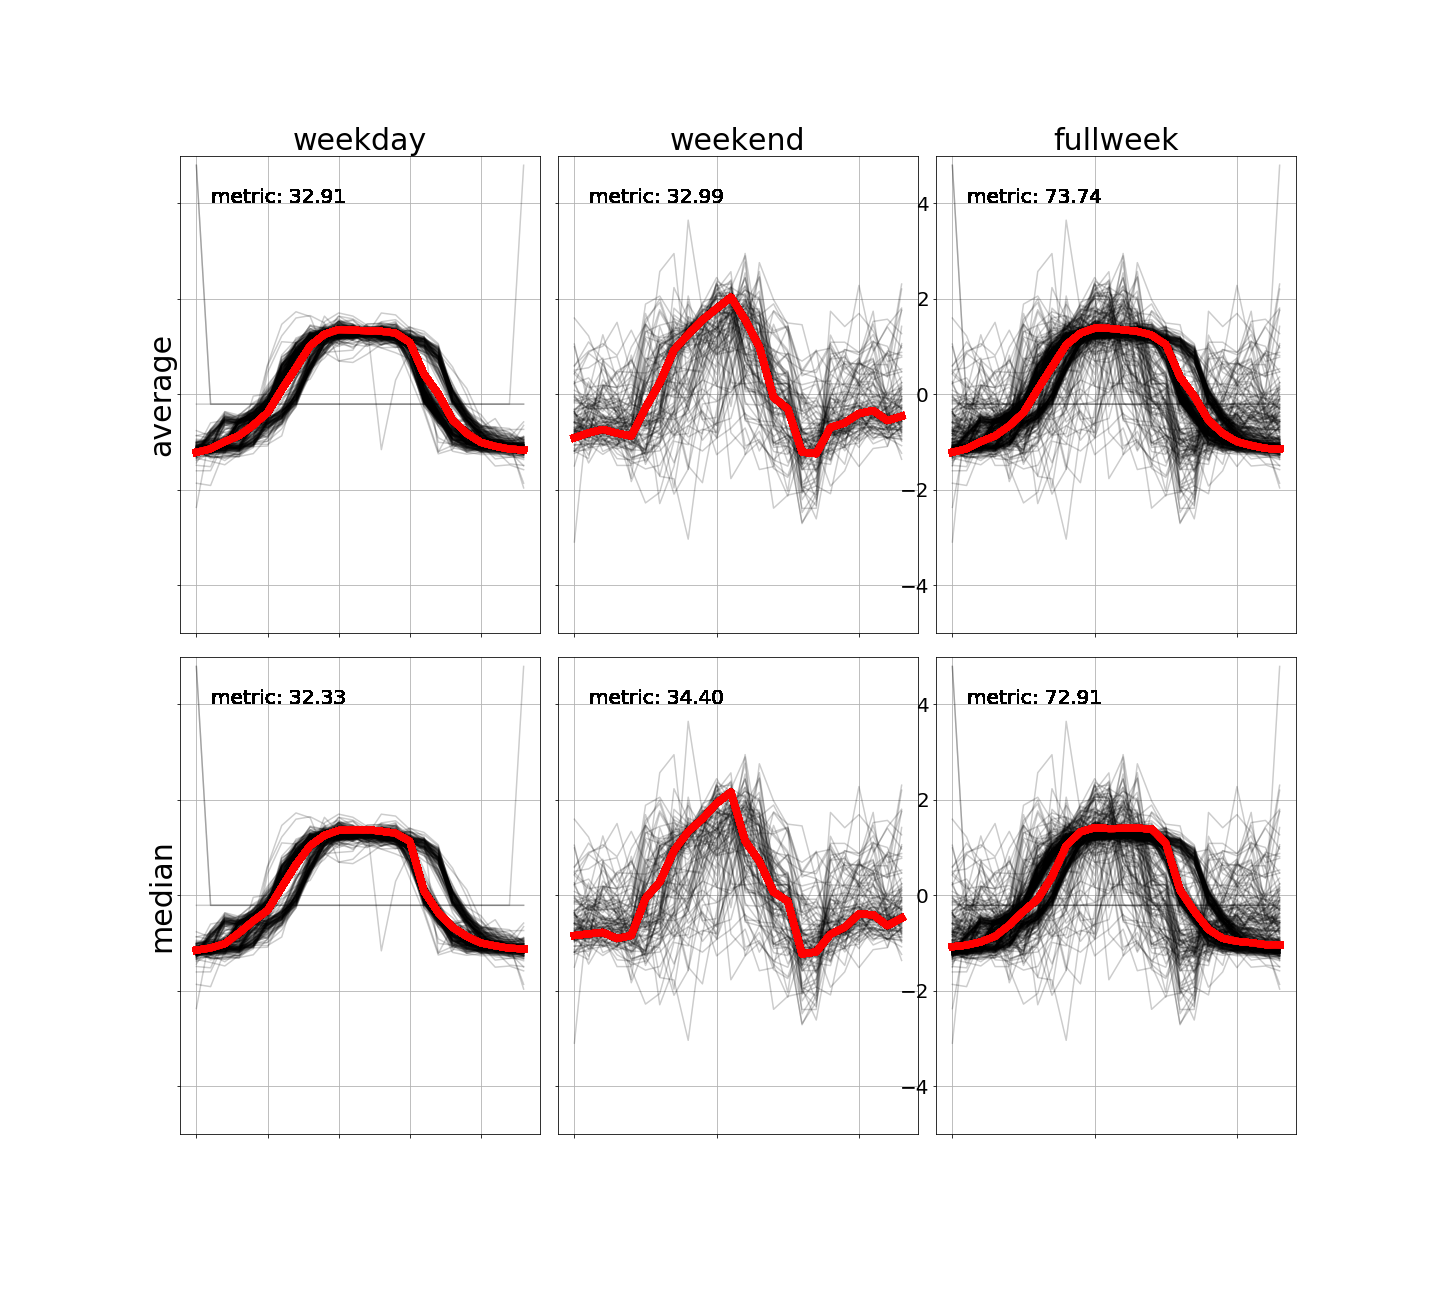 weekday
weekend
fullweek
average
metric: 32.91
metric: 32.99
metric: 73.74
4
2
0
−2
−4
median
metric: 32.33
metric: 34.40
metric: 72.91
4
2
0
−2
−4